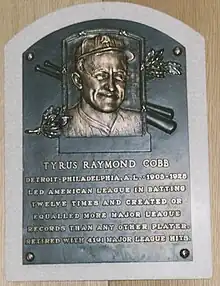 A
TYRUS RAYMOND COBB
DETROIT-PHILADELPHIA, A.L.-1905-1928
LED AMERICAN LEAGUE IN BATTING
TWELVE TIMES AND CREATED OR
EQUALLED MORE MAJOR LEAGUE
RECORDS THAN ANY OTHER PLAYER.
RETIRED WITH 4191 MAJOR LEAGUE HITS.